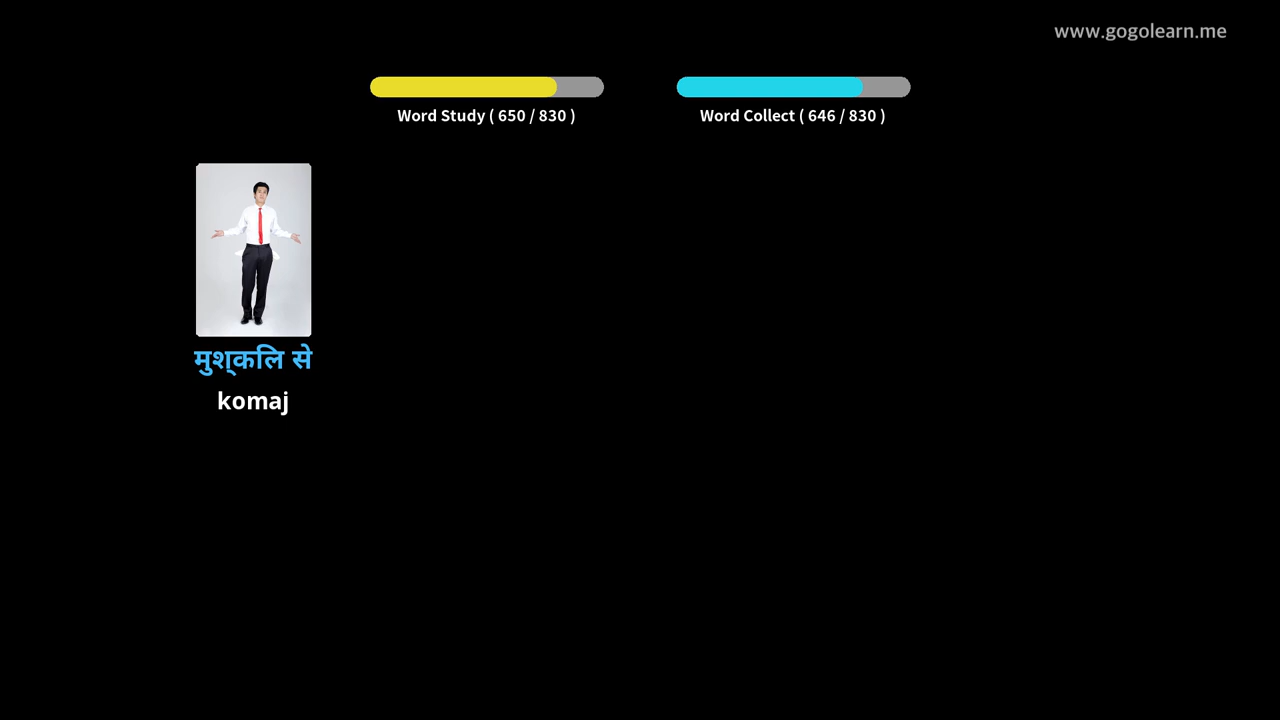 www.gogolearn.me
Word Study ( 650 / 830 )
Word Collect ( 646 / 830 )
मुश्कलि से
komaj